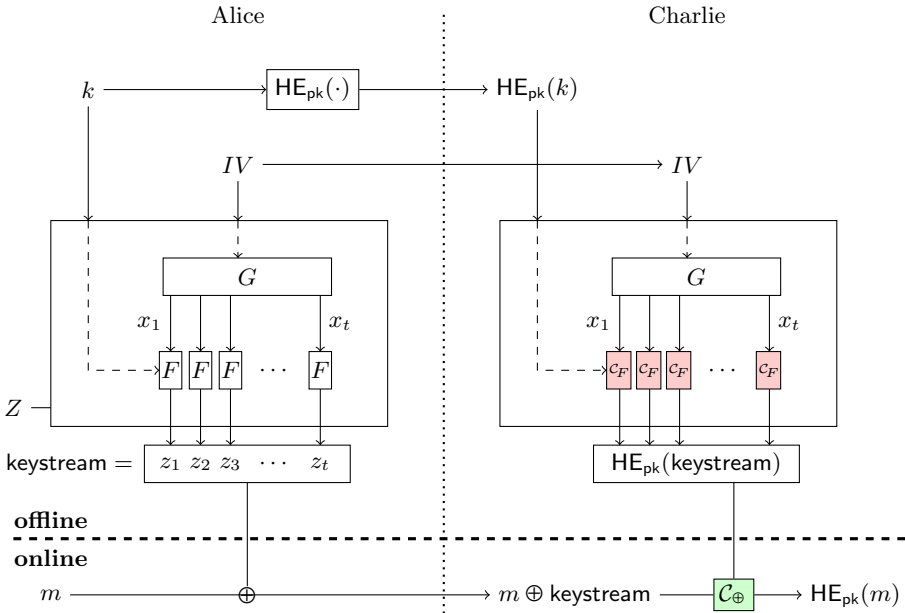 Alice Charlie
k HE_pk(·) HE_pk(k)
IV IV
G G
x_1 x_t x_1 x_t
F F F ··· F C_F C_F C_F ··· C_F
Z
keystream = z_1 z_2 z_3 ··· z_t HE_pk(keystream)
offline
online
m ⊕ m ⊕ keystream C_⊕ HE_pk(m)